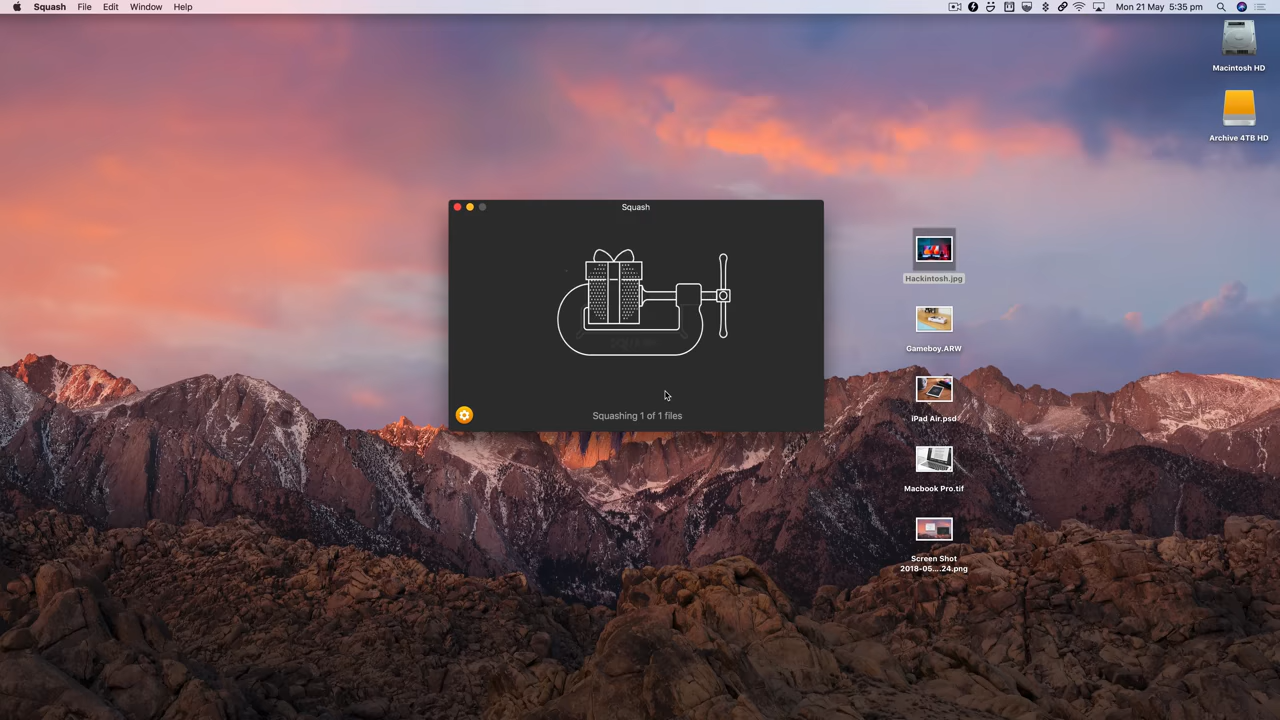 Squash File Edit Window Help
Mon 21 May 5:35 pm
Macintosh HD
Archive 4TB HD
Squash
Squashing 1 of 1 files
Hackintosh.jpg
Gameboy.ARW
iPad Air.psd
Macbook Pro.tif
Screen Shot
2018-05....24.png